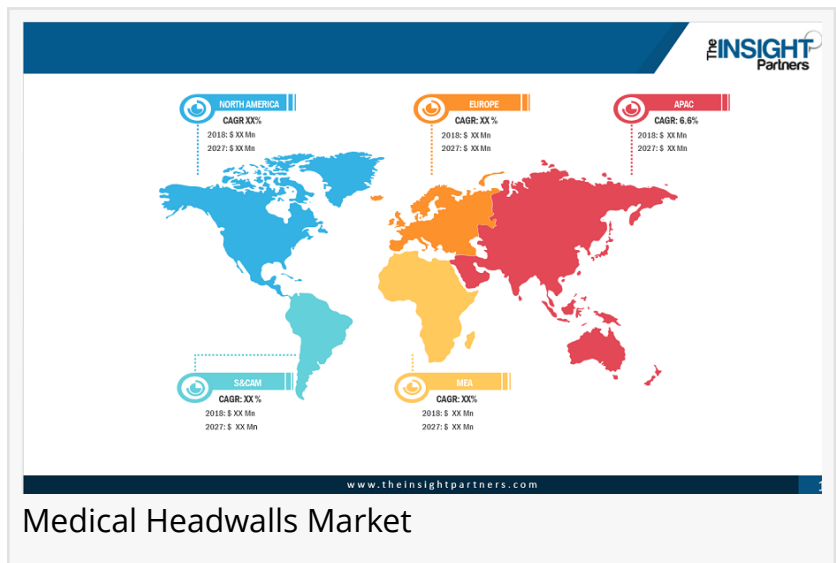 The INSIGHT
Partners
NORTH AMERICA
CAGR XX%
2018: $ XX Mn
2027: $ XX Mn
EUROPE
CAGR: XX %
2018: $ XX Mn
2027: $ XX Mn
APAC
CAGR: 6.6%
2018: $ XX Mn
2027: $ XX Mn
S&CAM
CAGR: XX %
2018: $ XX Mn
2027: $ XX Mn
MEA
CAGR: XX%
2018: $ XX Mn
2027: $ XX Mn
www.theinsightpartners.com
Medical Headwalls Market